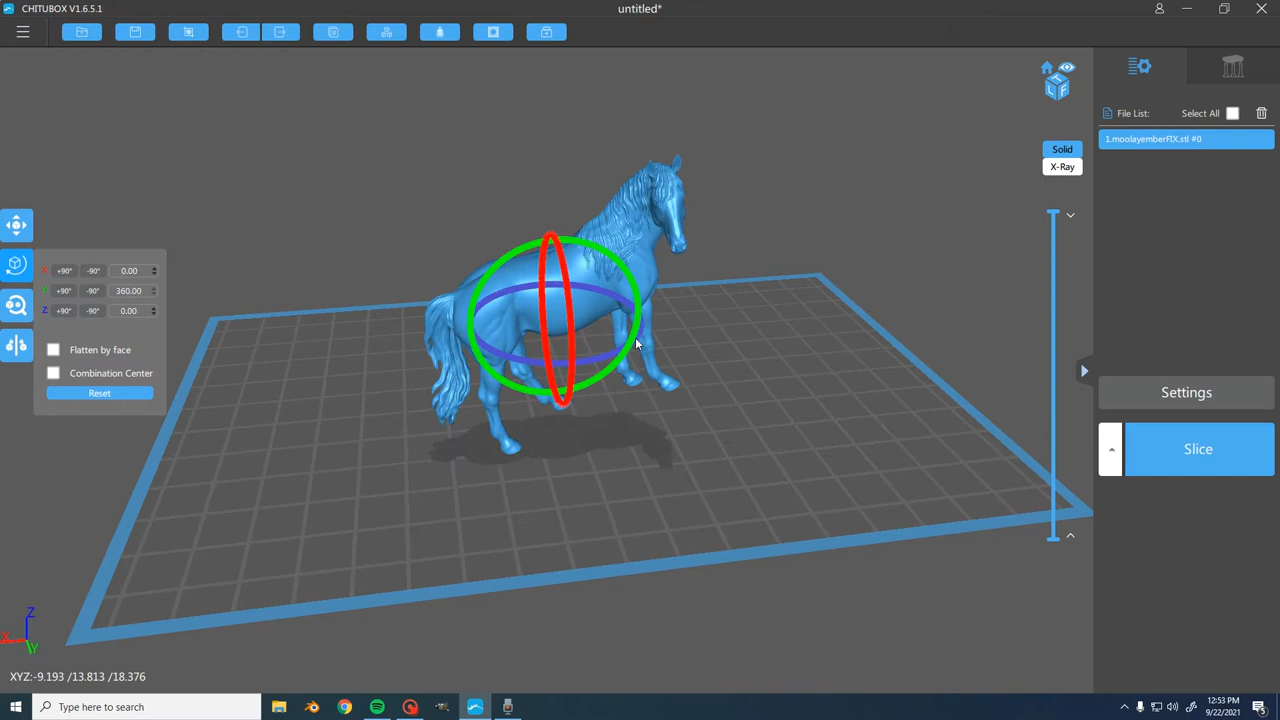 CHITUBOX V1.6.5.1
untitled*
T
L F
File List:
Select All
1.moolayemberFIX.stl #0
Solid
X-Ray
X +90° -90° 0.00
Y +90° -90° 360.00
Z +90° -90° 0.00
Flatten by face
Combination Center
Reset
Settings
Slice
Z
X
Y
XYZ:-9.193 /13.813 /18.376
Type here to search
12:53 PM
9/22/2021
5